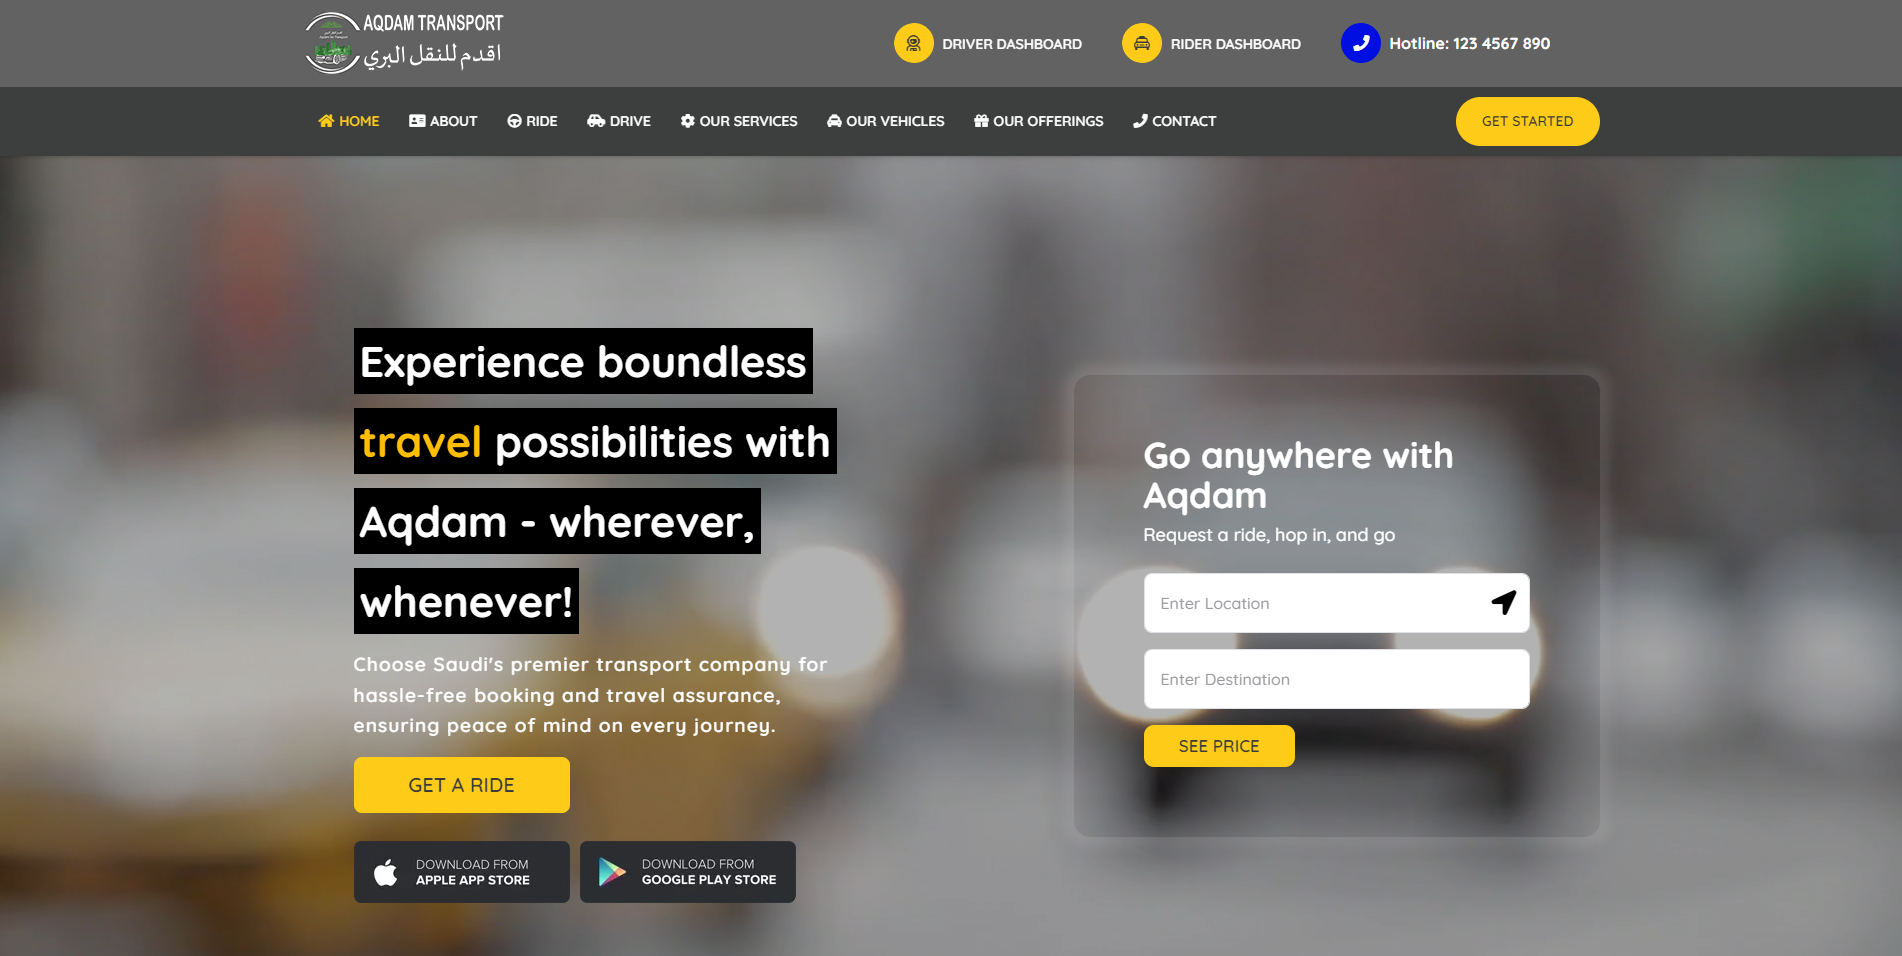 AQDAM TRANSPORT
اقدم للنقل البري
DRIVER DASHBOARD
RIDER DASHBOARD
Hotline: 123 4567 890
HOME
ABOUT
RIDE
DRIVE
OUR SERVICES
OUR VEHICLES
OUR OFFERINGS
CONTACT
GET STARTED
Experience boundless
travel possibilities with
Aqdam - wherever,
whenever!
Choose Saudi's premier transport company for
hassle-free booking and travel assurance,
ensuring peace of mind on every journey.
GET A RIDE
DOWNLOAD FROM
APPLE APP STORE
DOWNLOAD FROM
GOOGLE PLAY STORE
Go anywhere with
Aqdam
Request a ride, hop in, and go
Enter Location
Enter Destination
SEE PRICE